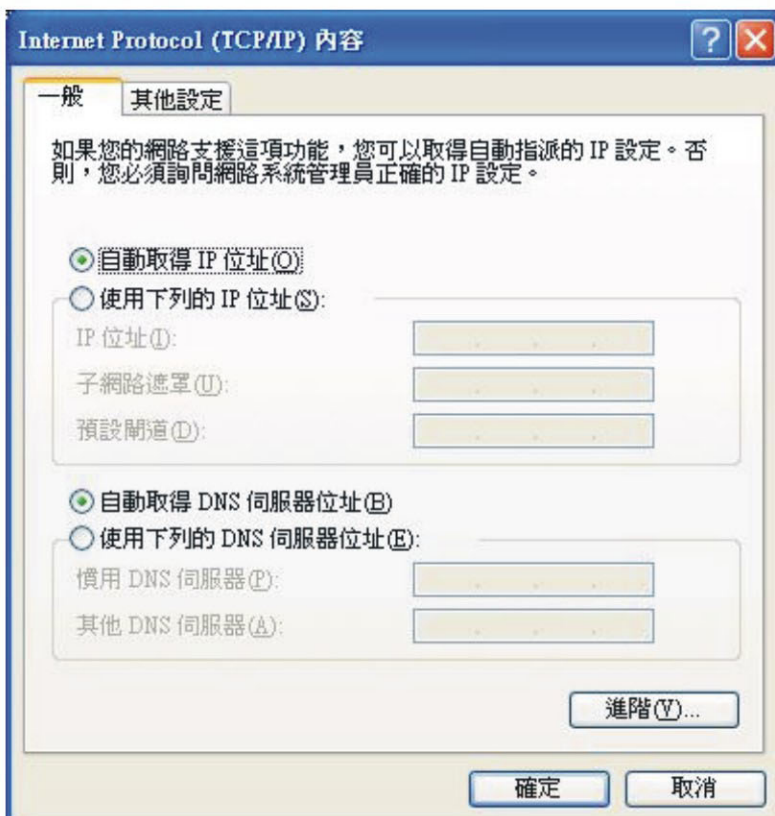 Internet Protocol (TCP/IP) 內容
一般 其他設定
如果您的網路支援這項功能，您可以取得自動指派的 IP 設定。否
則，您必須詢問網路系統管理員正確的 IP 設定。
自動取得 IP 位址(O)
使用下列的 IP 位址(S):
IP 位址(I):
子網路遮罩(U):
預設閘道(D):
自動取得 DNS 伺服器位址(B)
使用下列的 DNS 伺服器位址(E):
慣用 DNS 伺服器(P):
其他 DNS 伺服器(A):
進階(V)...
確定 取消